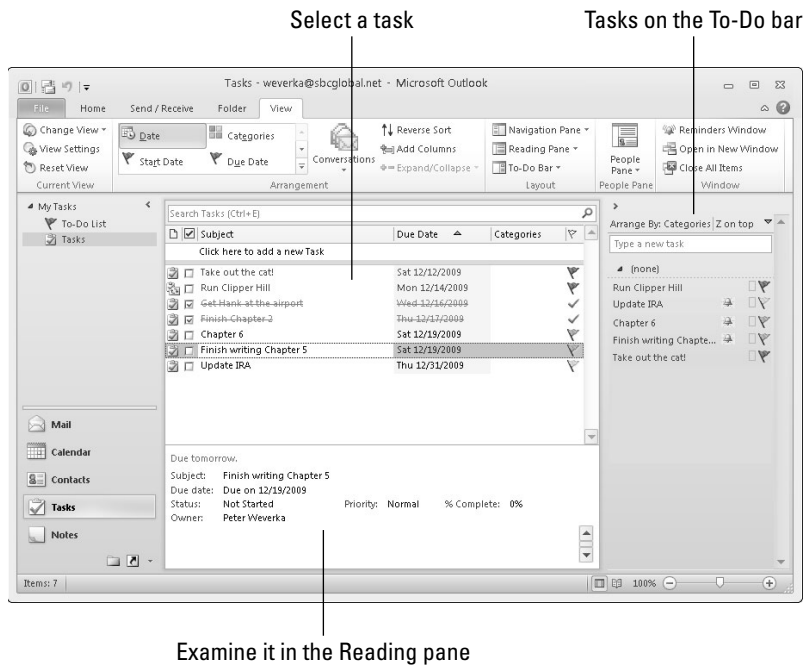 Select a task
Tasks on the To-Do bar
Tasks - weverka@sbcglobal.net - Microsoft Outlook
File Home Send / Receive Folder View
Change View
View Settings
Reset View
Current View
Date
Categories
Start Date
Due Date
Conversations
Reverse Sort
Add Columns
Expand/Collapse
Arrangement
Navigation Pane
Reading Pane
To-Do Bar
Layout
People Pane
People Pane
Reminders Window
Open in New Window
Close All Items
Window
My Tasks
To-Do List
Tasks
Search Tasks (Ctrl+E)
Subject Due Date Categories
Click here to add a new Task
Take out the cat! Sat 12/12/2009
Run Clipper Hill Mon 12/14/2009
Get Hank at the airport Wed 12/16/2009
Finish Chapter 2 Thu 12/17/2009
Chapter 6 Sat 12/19/2009
Finish writing Chapter 5 Sat 12/19/2009
Update IRA Thu 12/31/2009
Arrange By: Categories Z on top
Type a new task
(none)
Run Clipper Hill
Update IRA
Chapter 6
Finish writing Chapte...
Take out the cat!
Mail
Calendar
Contacts
Tasks
Notes
Due tomorrow.
Subject: Finish writing Chapter 5
Due date: Due on 12/19/2009
Status: Not Started Priority: Normal % Complete: 0%
Owner: Peter Weverka
Items: 7
100%
Examine it in the Reading pane